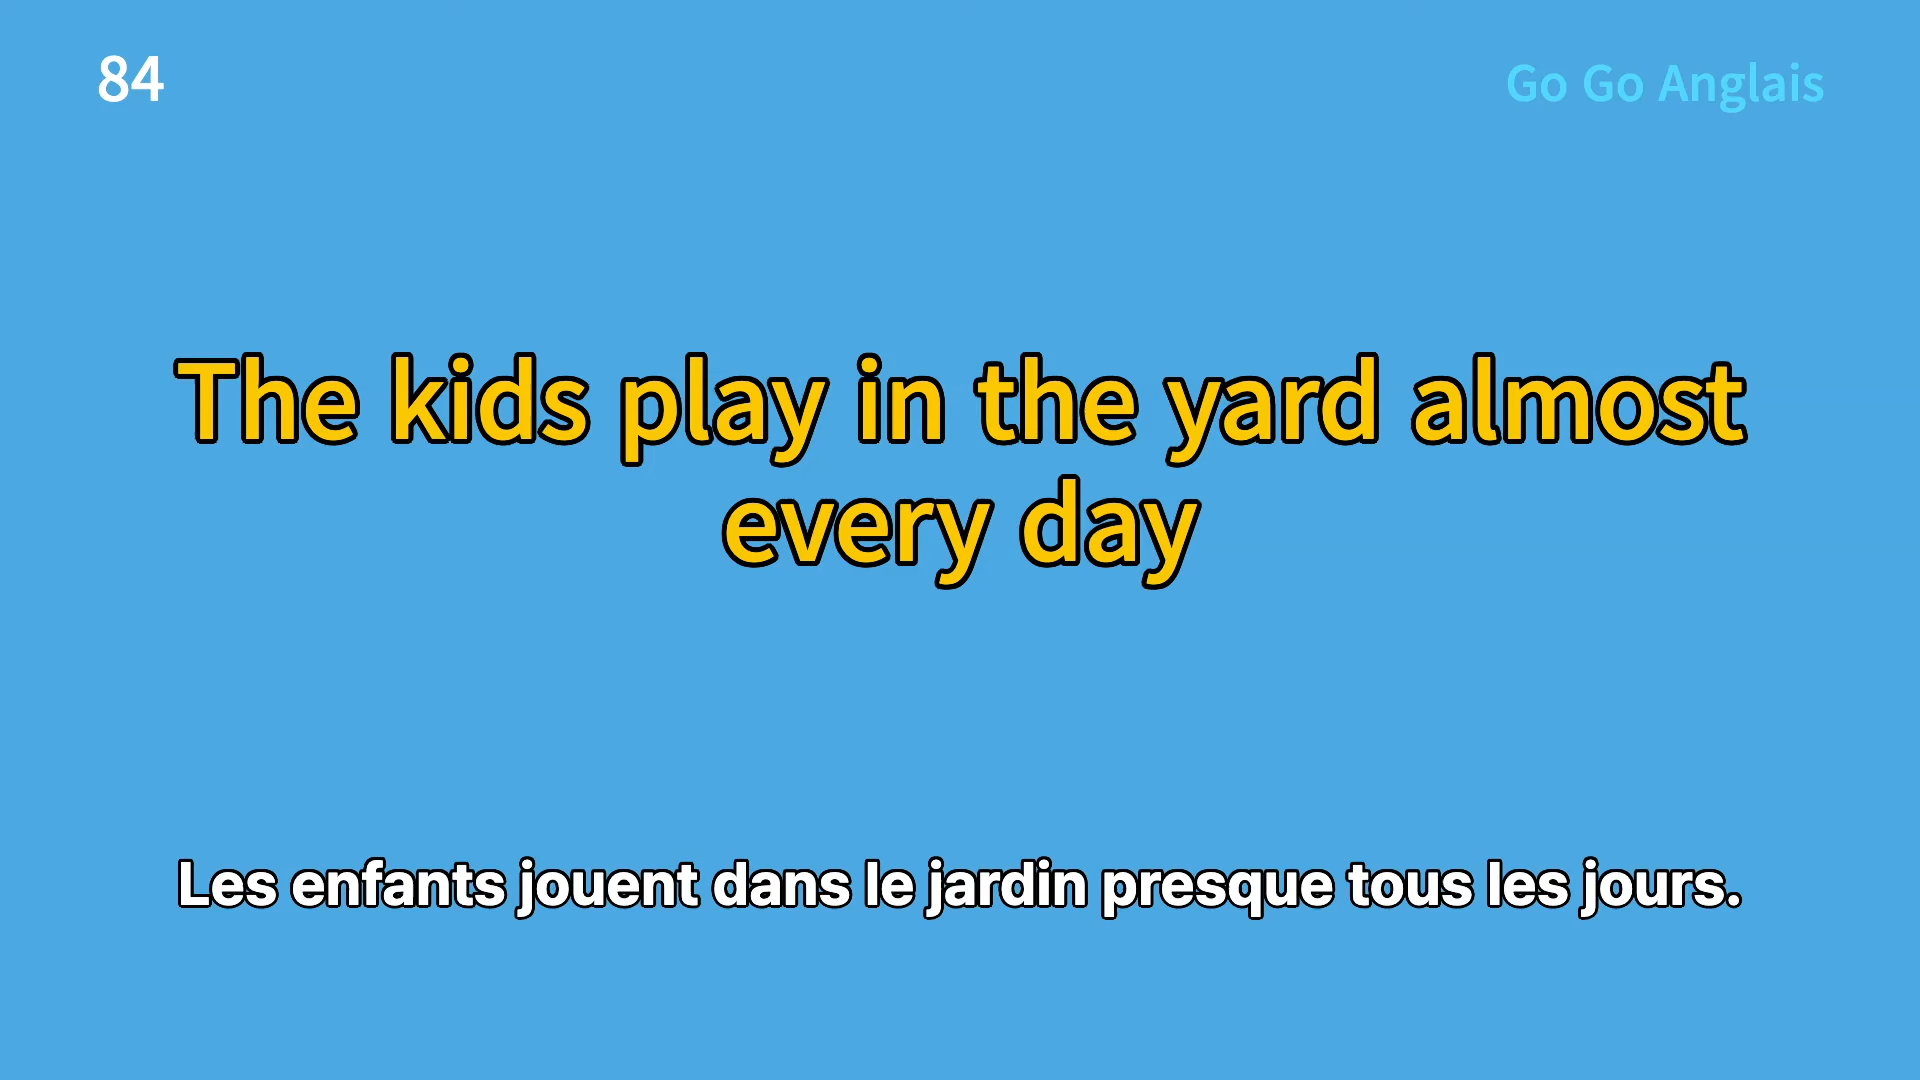 84
Go Go Anglais
The kids play in the yard almost
every day
Les enfants jouent dans le jardin presque tous les jours.